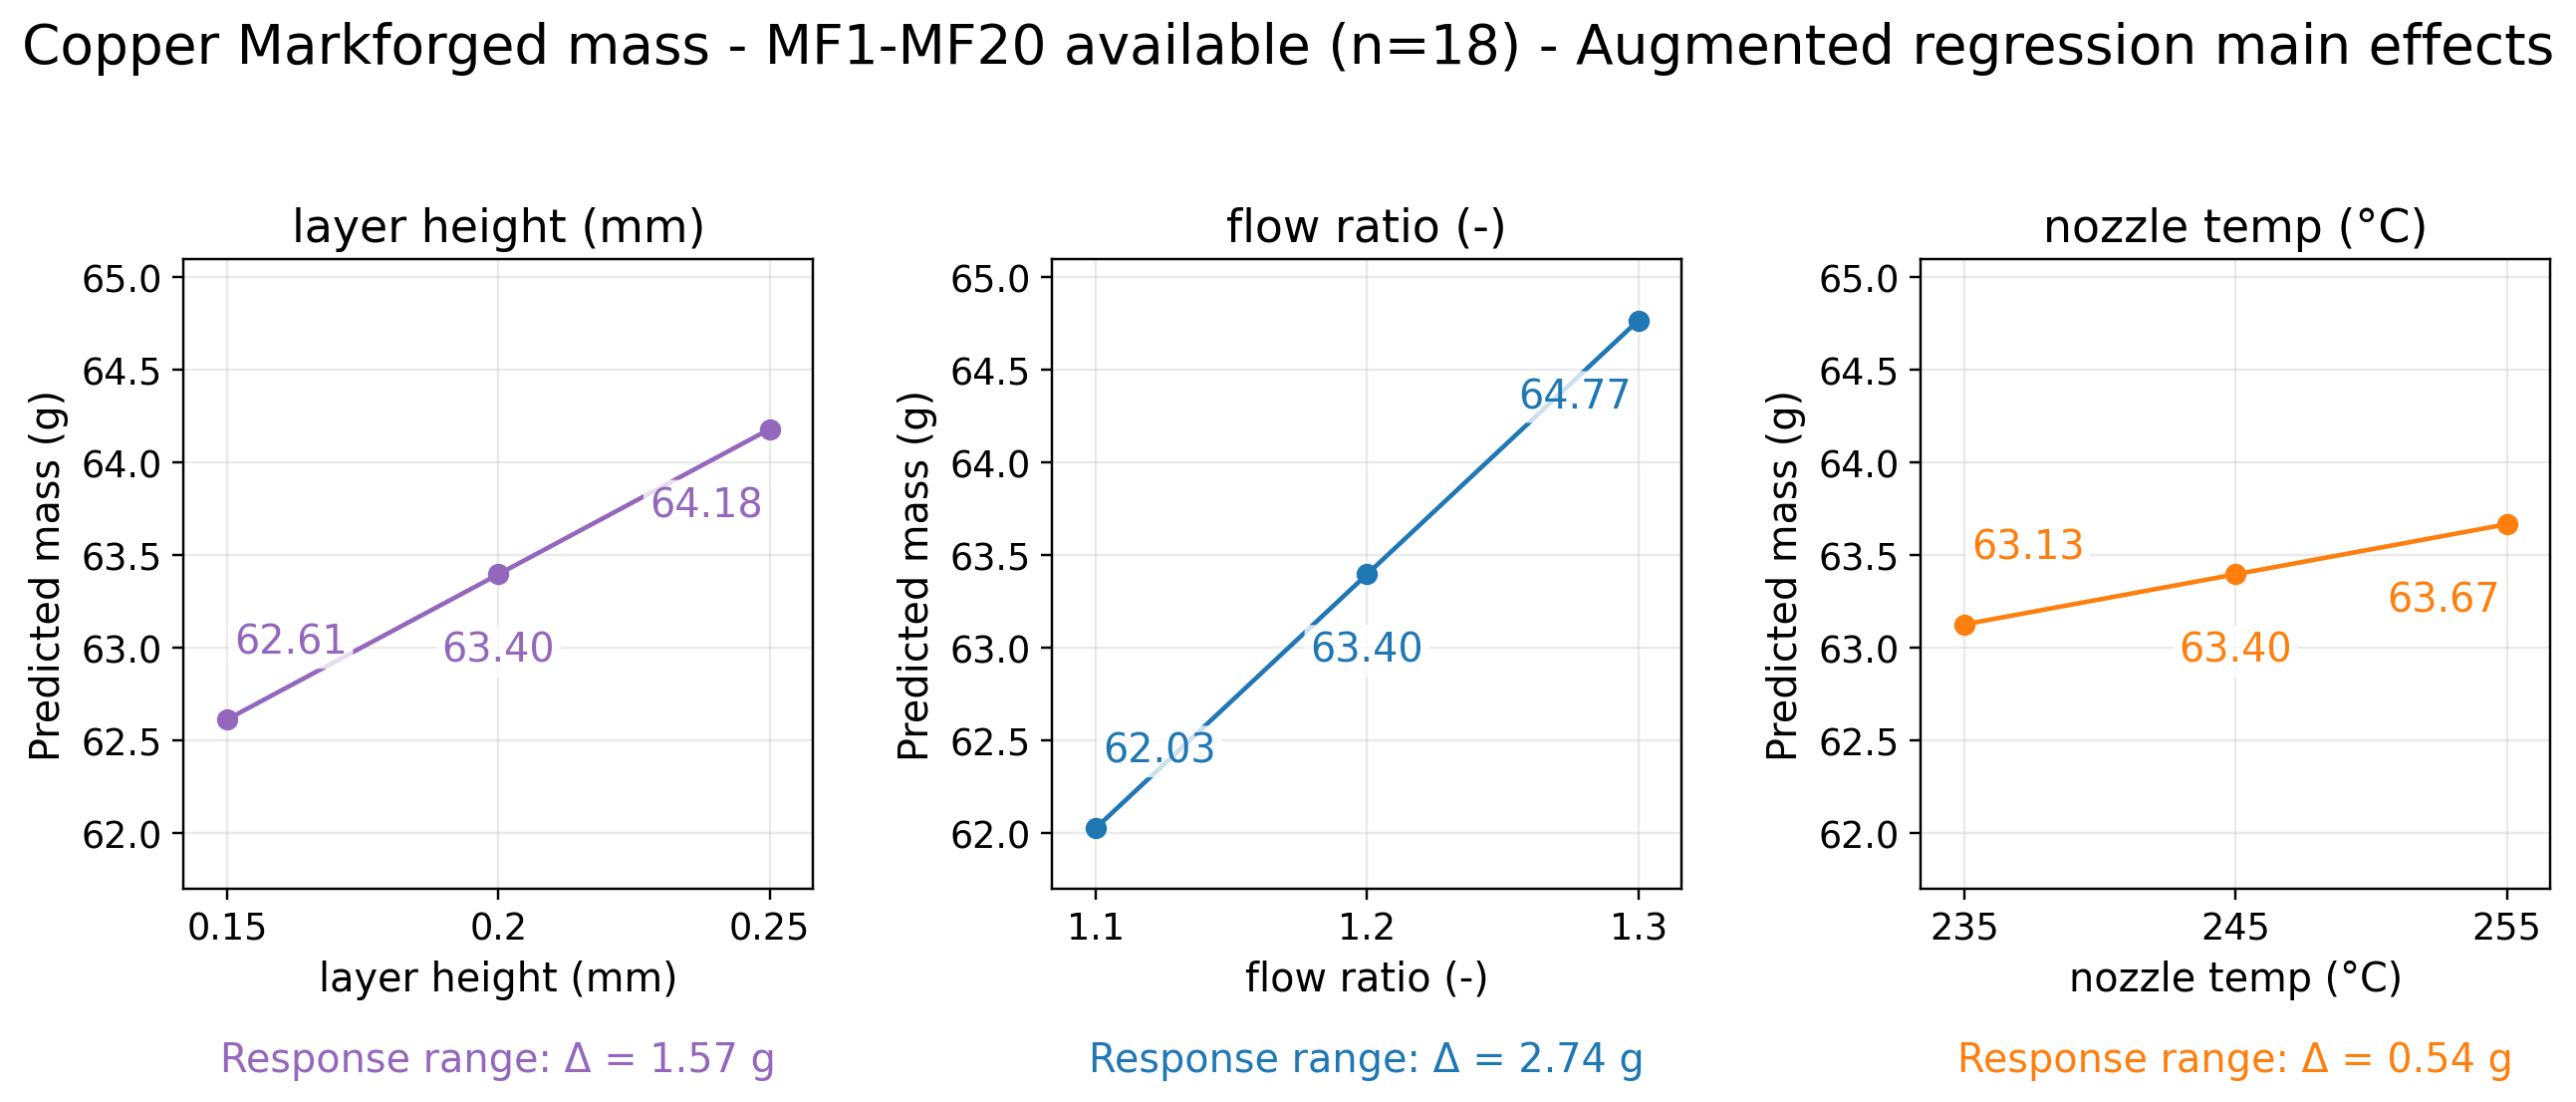 Copper Markforged mass - MF1-MF20 available (n=18) - Augmented regression main effects
layer height (mm)
Predicted mass (g)
65.0
64.5
64.0
63.5
63.0
62.5
62.0
62.61
63.40
64.18
0.15 0.2 0.25
layer height (mm)
Response range: Δ = 1.57 g
flow ratio (-)
Predicted mass (g)
65.0
64.5
64.0
63.5
63.0
62.5
62.0
62.03
63.40
64.77
1.1 1.2 1.3
flow ratio (-)
Response range: Δ = 2.74 g
nozzle temp (°C)
Predicted mass (g)
65.0
64.5
64.0
63.5
63.0
62.5
62.0
63.13
63.40
63.67
235 245 255
nozzle temp (°C)
Response range: Δ = 0.54 g